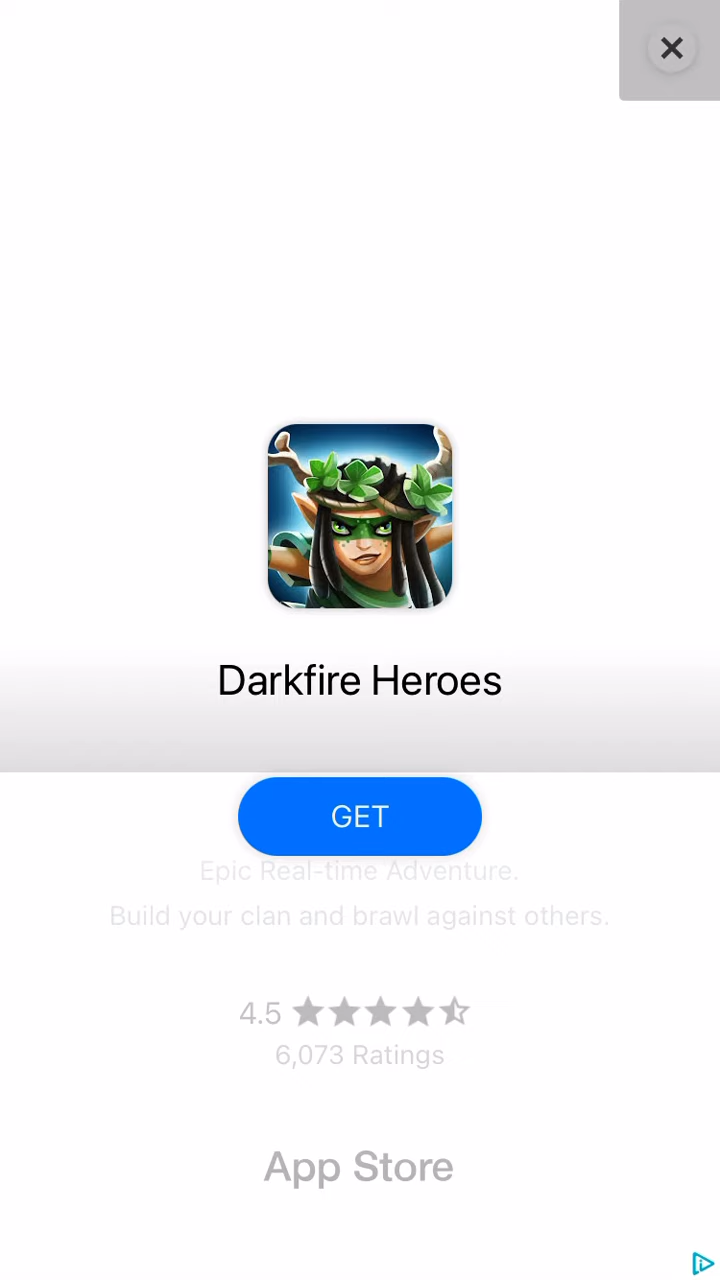 Darkfire Heroes
GET
Epic Real-time Adventure.
Build your clan and brawl against others.
4.5
6,073 Ratings
App Store